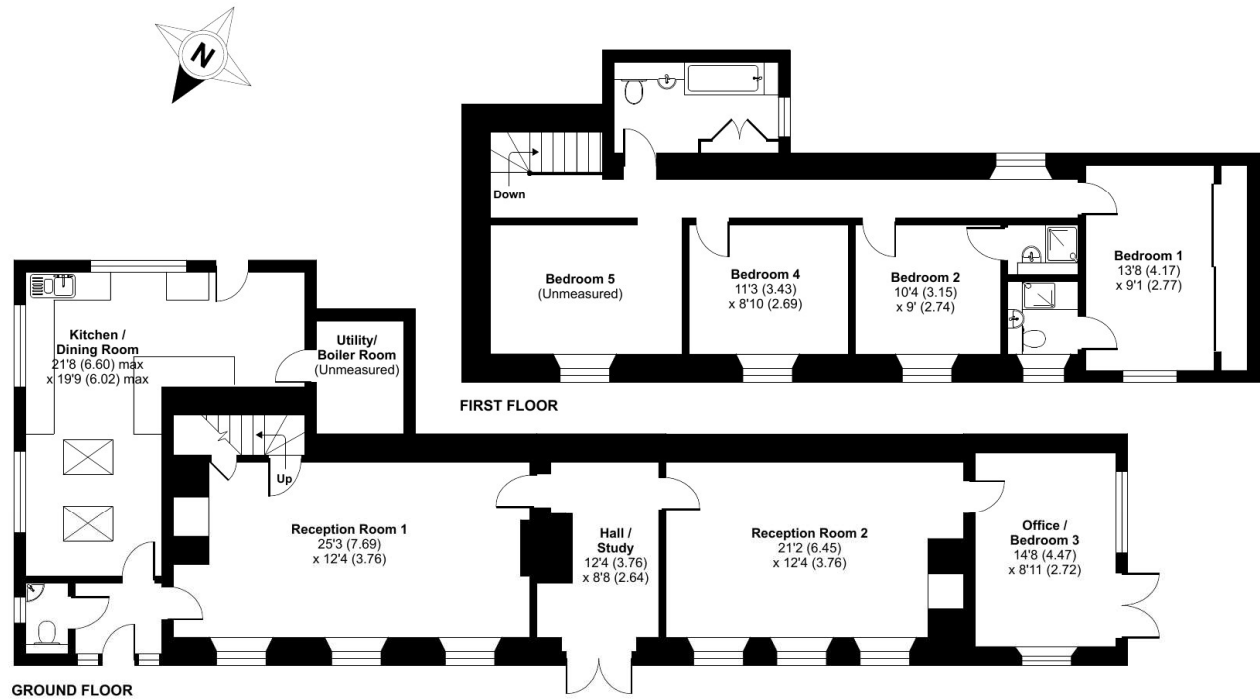 N
Down
Bedroom 5
(Unmeasured)
Bedroom 4
11'3 (3.43)
x 8'10 (2.69)
Bedroom 2
10'4 (3.15)
x 9' (2.74)
Bedroom 1
13'8 (4.17)
x 9'1 (2.77)
FIRST FLOOR
Kitchen /
Dining Room
21'8 (6.60) max
x 19'9 (6.02) max
Utility/
Boiler Room
(Unmeasured)
Up
Reception Room 1
25'3 (7.69)
x 12'4 (3.76)
Hall /
Study
12'4 (3.76)
x 8'8 (2.64)
Reception Room 2
21'2 (6.45)
x 12'4 (3.76)
Office /
Bedroom 3
14'8 (4.47)
x 8'11 (2.72)
GROUND FLOOR